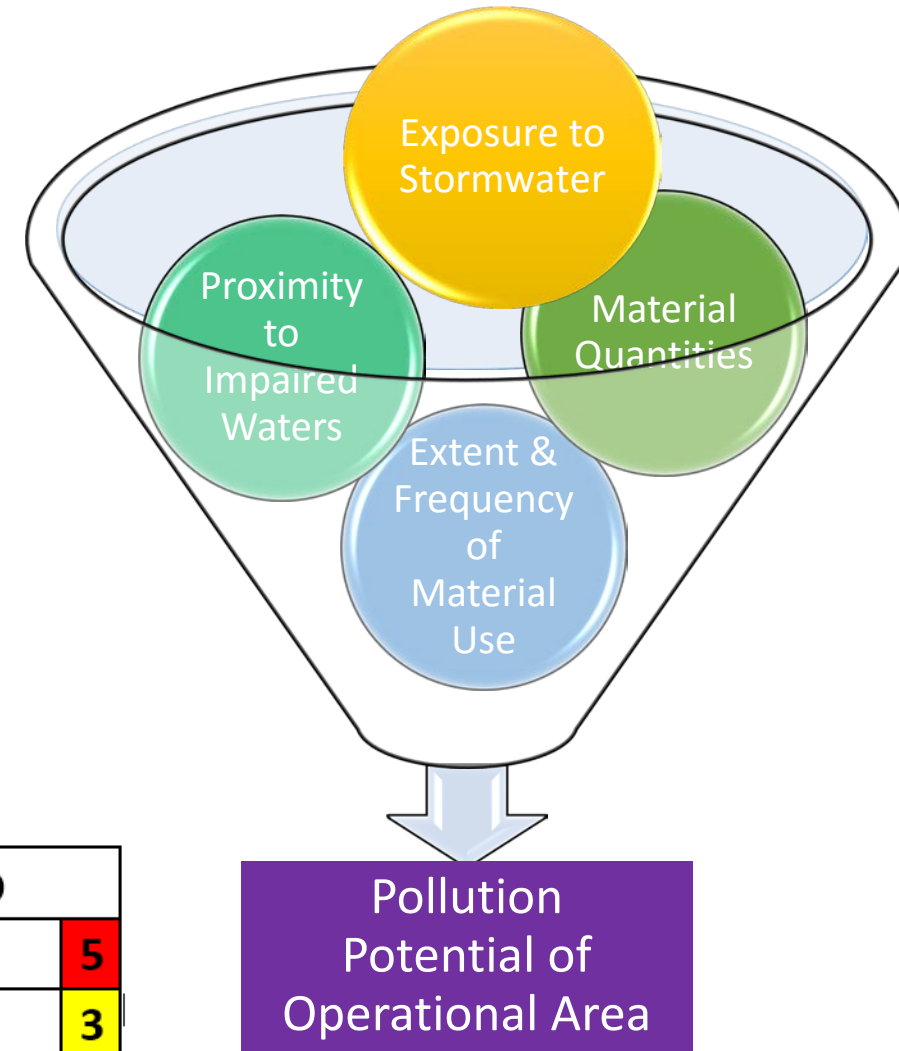 Exposure to
Stormwater
Proximity
to
Impaired
Waters
Material
Quantities
Extent &
Frequency
of
Material
Use
Pollution
Potential of
Operational Area
5
3